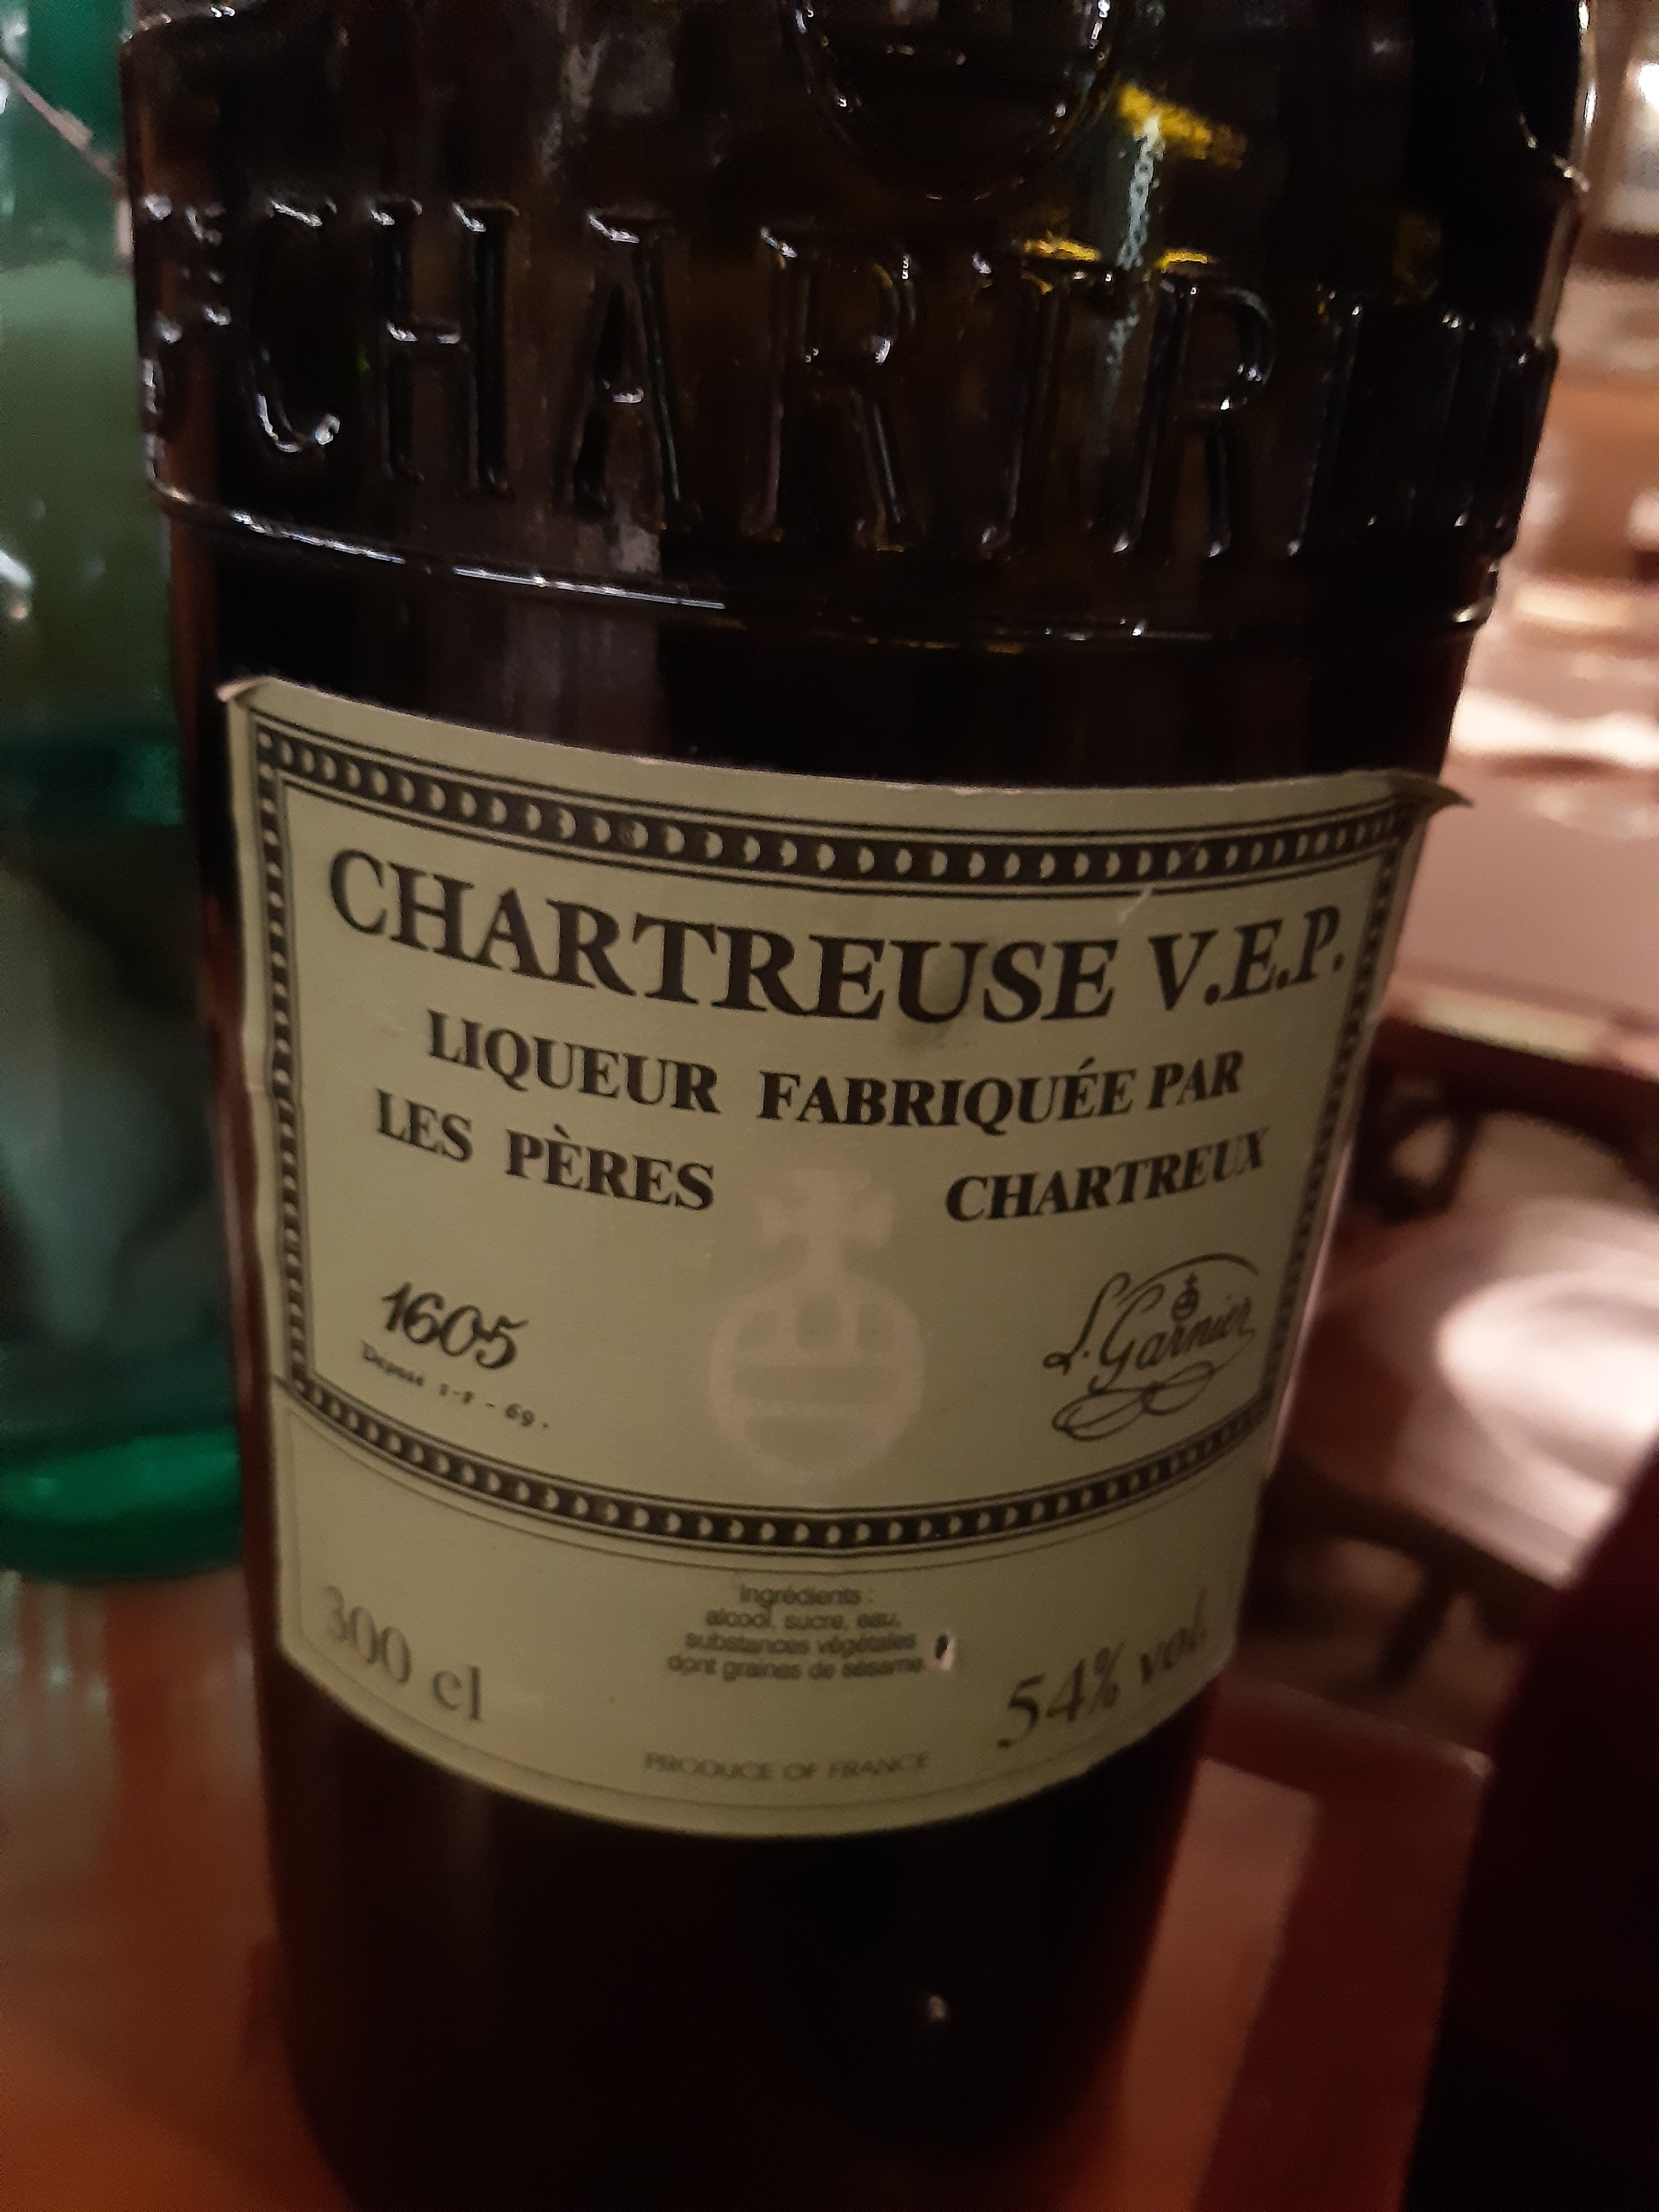 CHARTR
CHARTREUSE V.E.P.
LIQUEUR FABRIQUÉE PAR
LES PÈRES CHARTREUX
1605
L. Garnier
Ingrédients :
alcool, sucre, eau,
substances végétales
dont graines de sésame.
300 cl 54% vol.
PRODUCE OF FRANCE